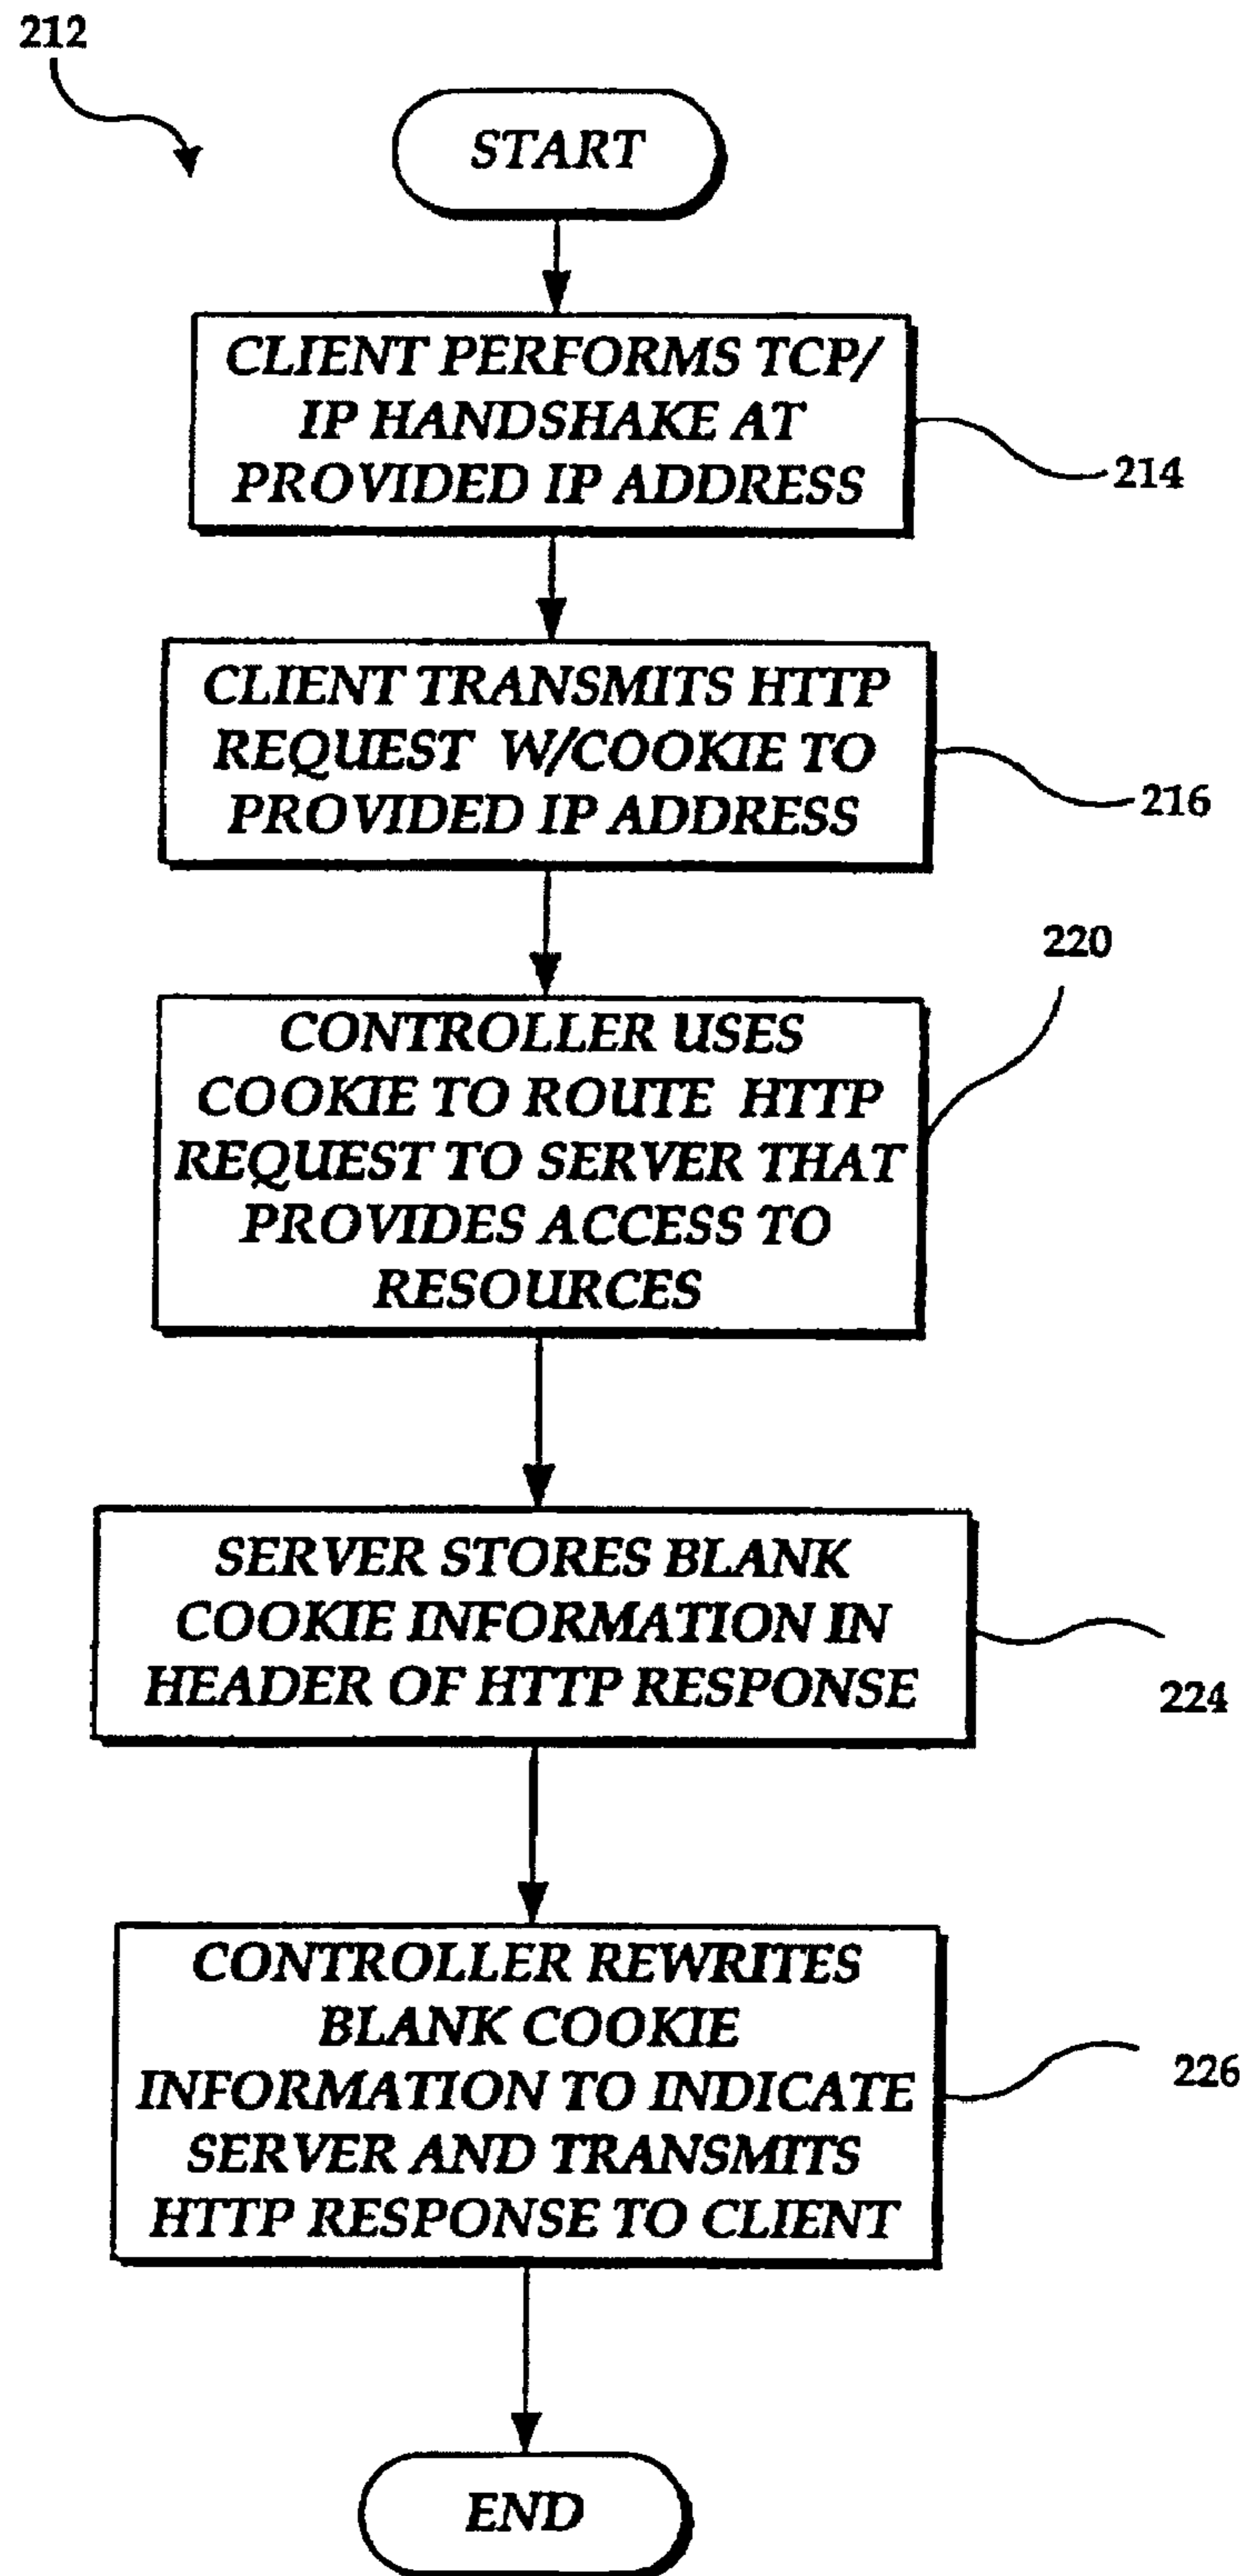 212
START
CLIENT PERFORMS TCP/
IP HANDSHAKE AT
PROVIDED IP ADDRESS
214
CLIENT TRANSMITS HTTP
REQUEST W/COOKIE TO
PROVIDED IP ADDRESS
216
220
CONTROLLER USES
COOKIE TO ROUTE HTTP
REQUEST TO SERVER THAT
PROVIDES ACCESS TO
RESOURCES
SERVER STORES BLANK
COOKIE INFORMATION IN
HEADER OF HTTP RESPONSE
224
CONTROLLER REWRITES
BLANK COOKIE
INFORMATION TO INDICATE
SERVER AND TRANSMITS
HTTP RESPONSE TO CLIENT
226
END